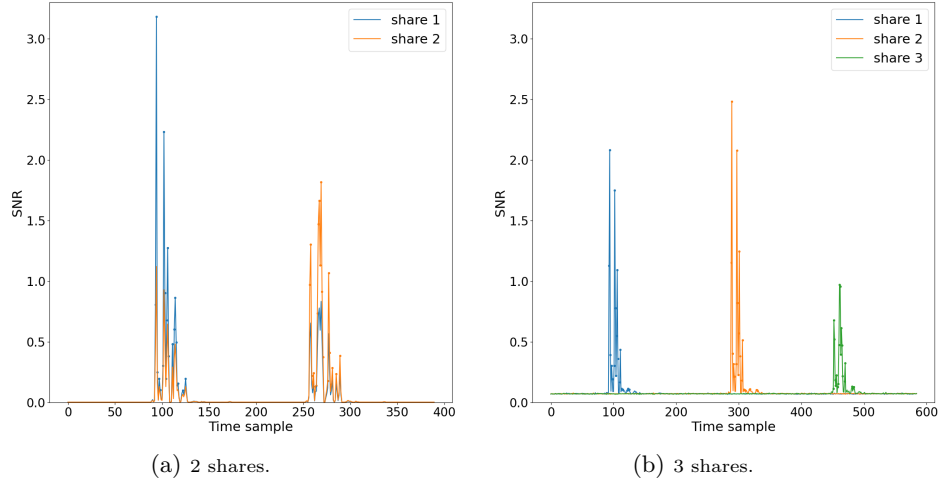 share 1
share 2
SNR
3.0
2.5
2.0
1.5
1.0
0.5
0.0
0 50 100 150 200 250 300 350 400
Time sample
(a) 2 shares.
share 1
share 2
share 3
SNR
3.0
2.5
2.0
1.5
1.0
0.5
0.0
0 100 200 300 400 500 600
Time sample
(b) 3 shares.